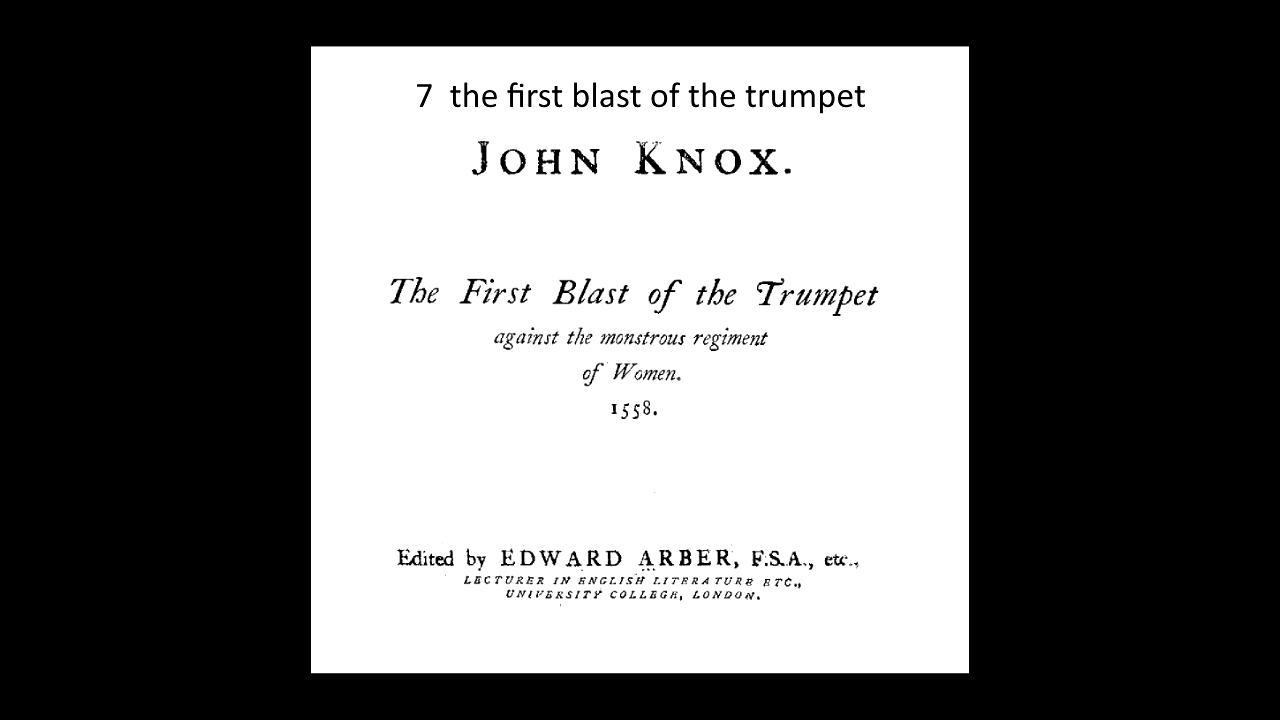 7 the first blast of the trumpet
JOHN KNOX.
The First Blast of the Trumpet
against the monstrous regiment
of Women.
1558.
Edited by EDWARD ARBER, F.S.A., etc.,
LECTURER IN ENGLISH LITERATURE ETC.,
UNIVERSITY COLLEGE, LONDON.